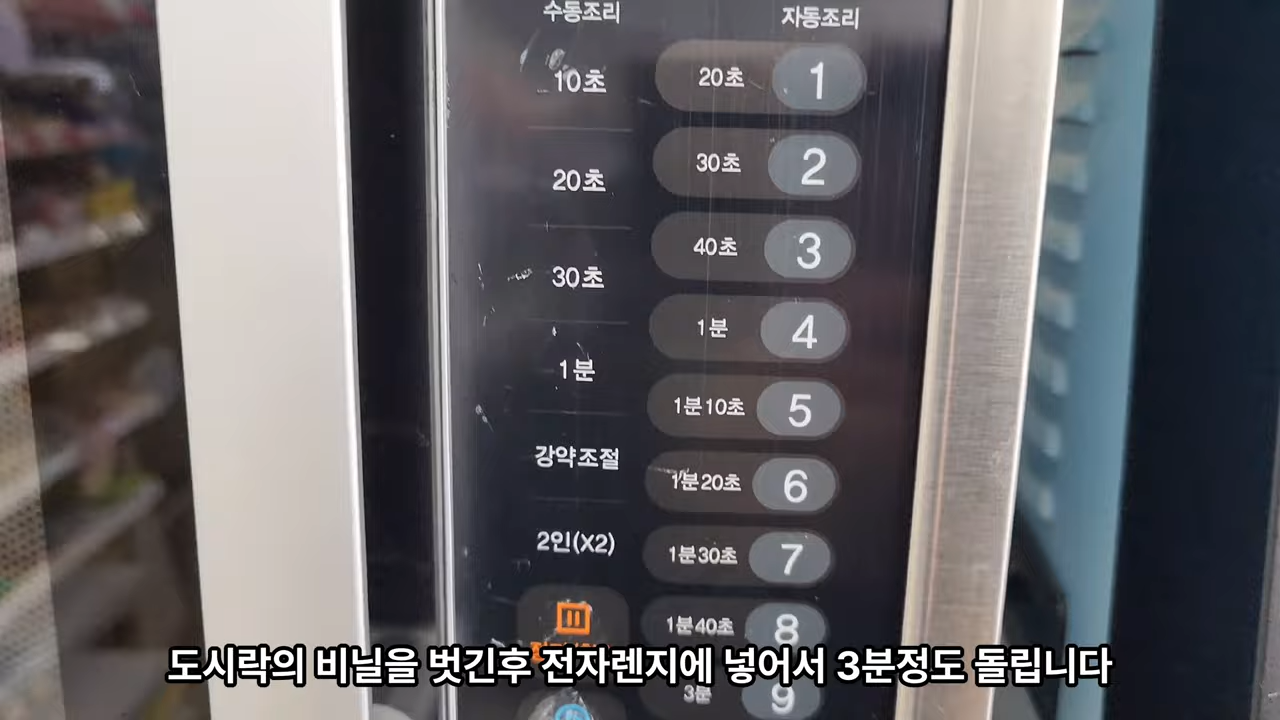 수동조리
자동조리
10초
20초 1
20초
30초 2
30초
40초 3
1분
1분 4
강약조절
1분10초 5
2인(X2)
1분20초 6
1분30초 7
1분40초 8
3분 9
도시락의 비닐을 벗긴후 전자렌지에 넣어서 3분정도 돌립니다